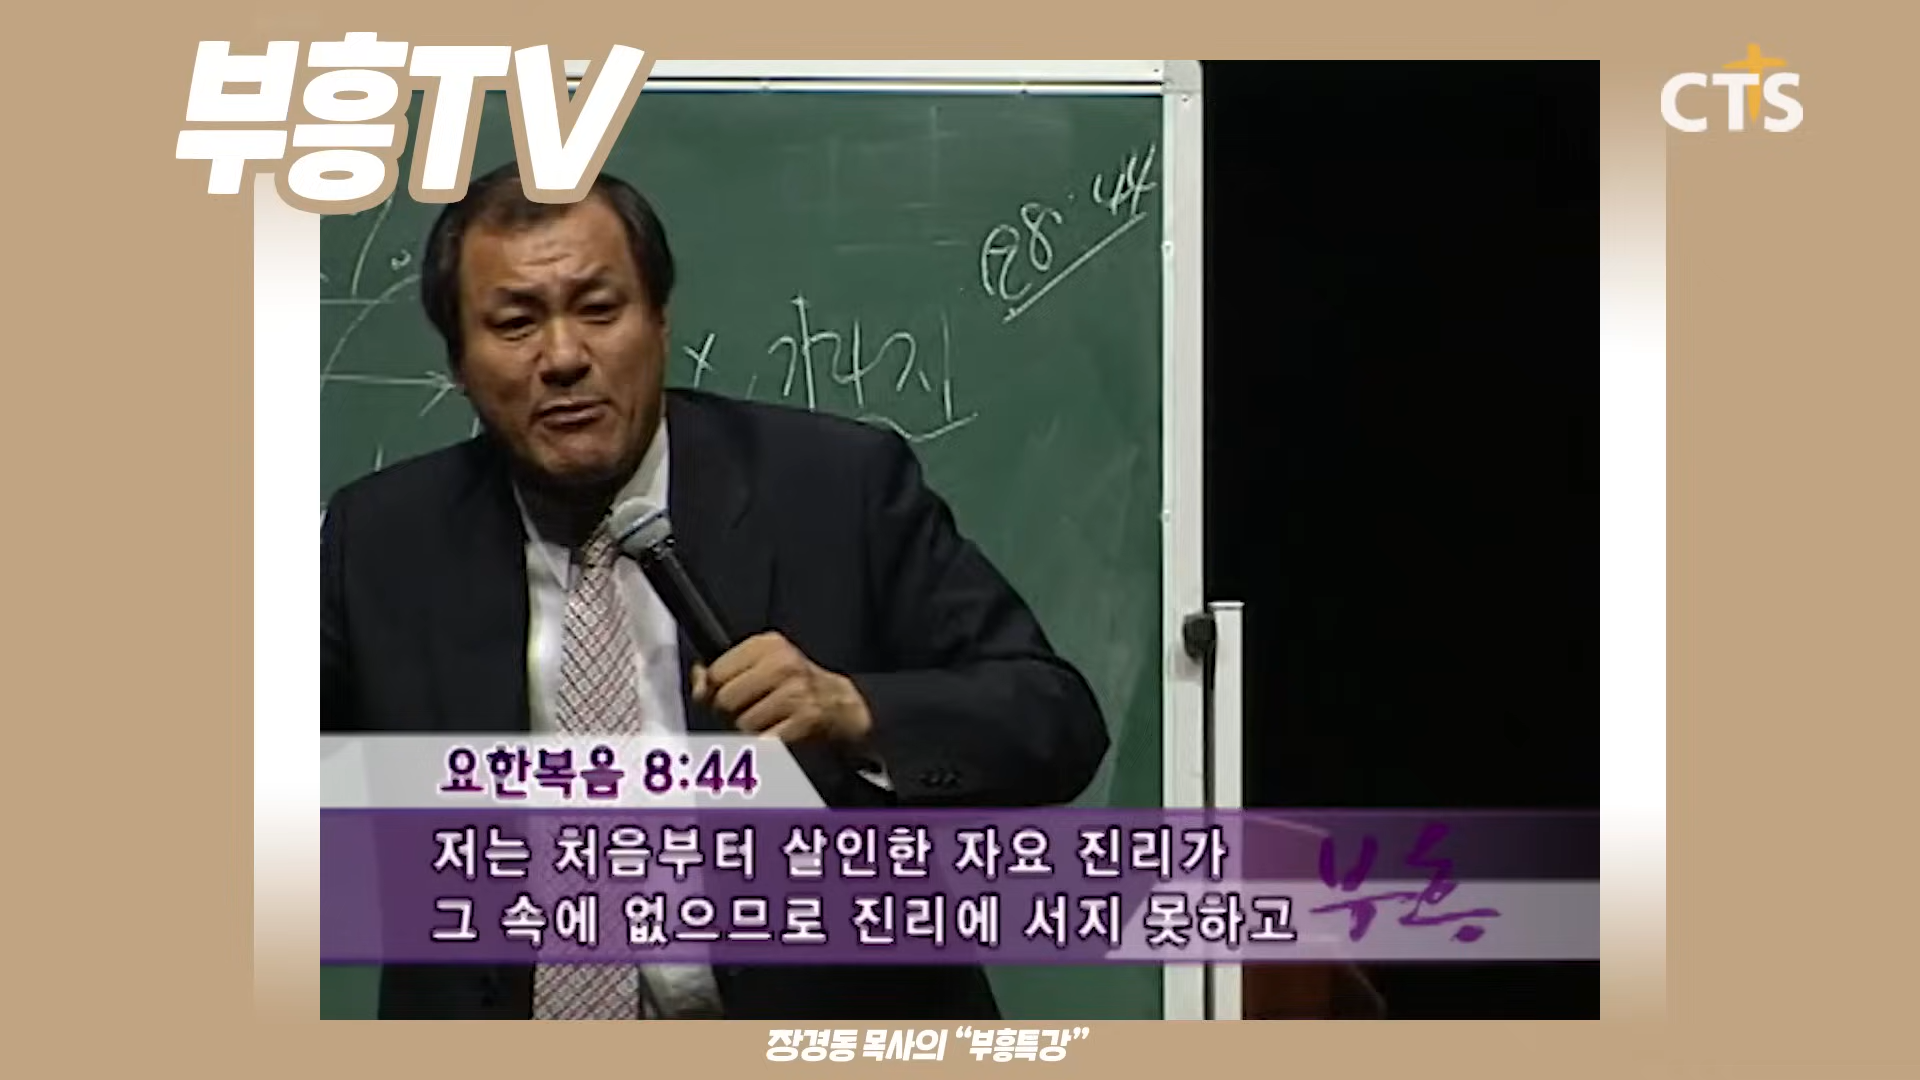 부흥TV
CTS
요8:44
x
가라지
요한복음 8:44
저는 처음부터 살인한 자요 진리가
그 속에 없으므로 진리에 서지 못하고
부흥
장경동 목사의 “부흥특강”